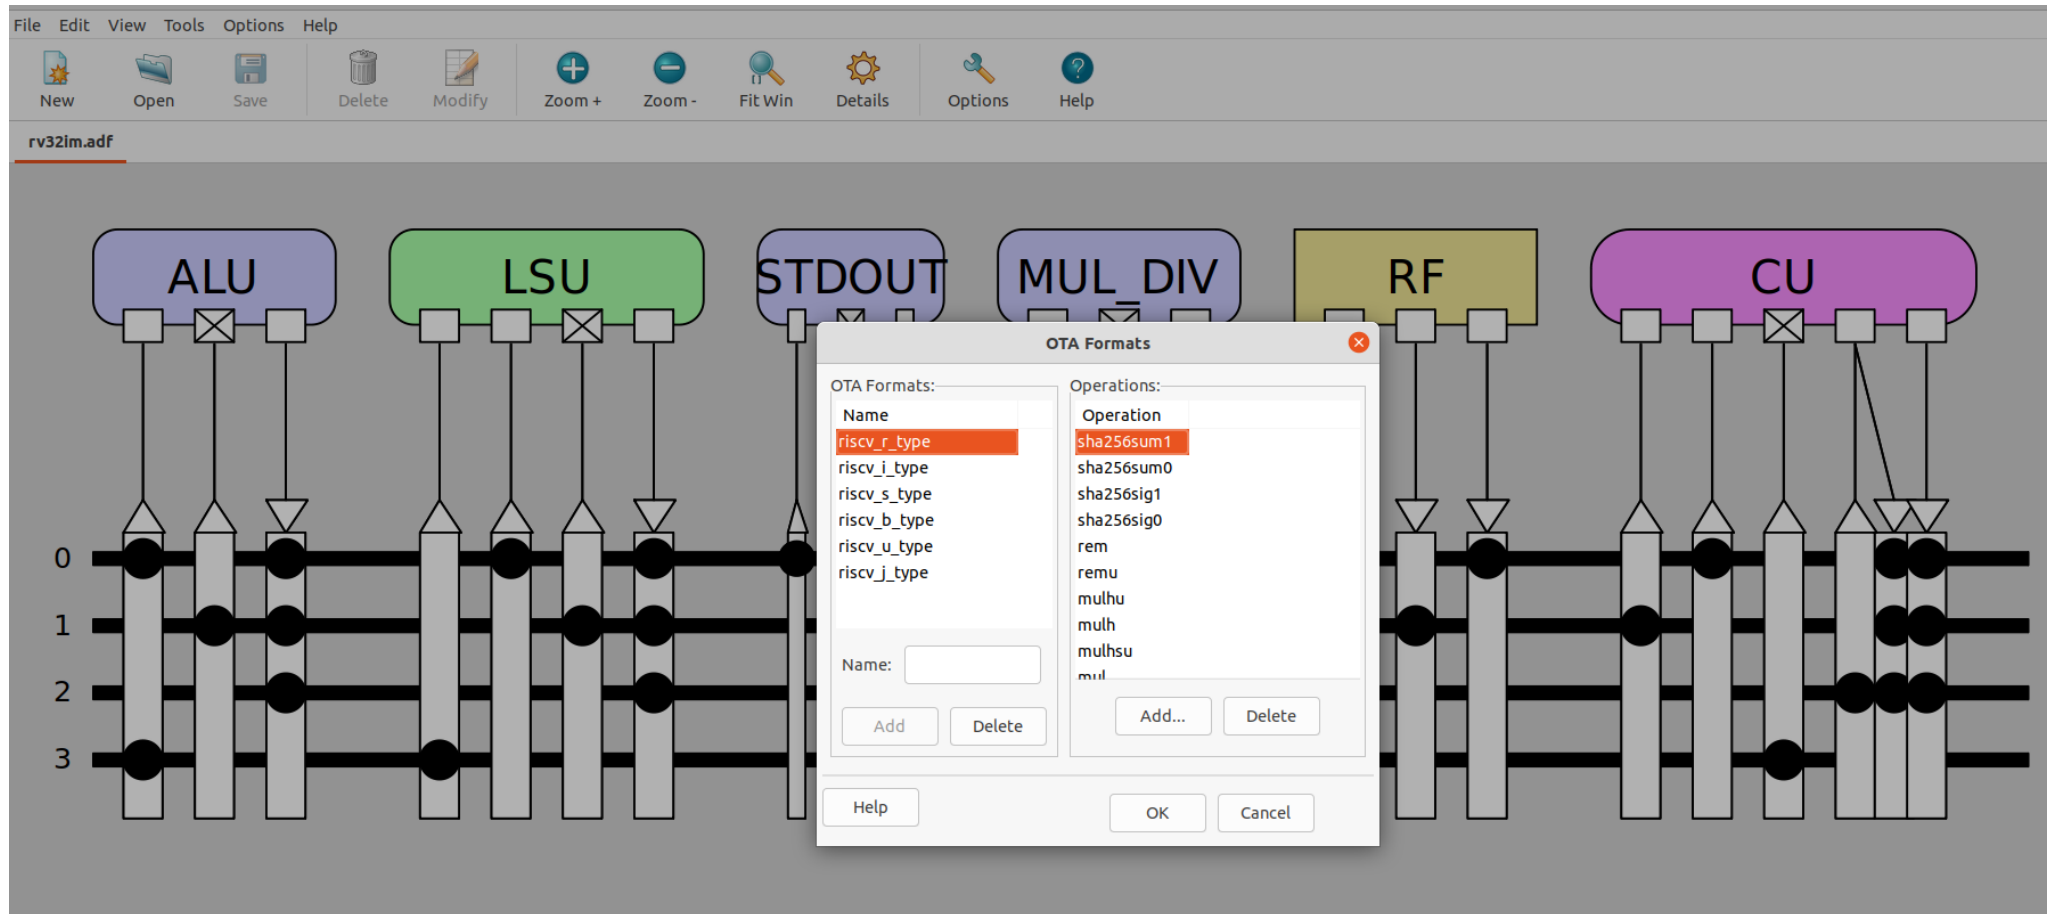 File Edit View Tools Options Help
New Open Save Delete Modify Zoom + Zoom - Fit Win Details Options Help
rv32im.adf
ALU LSU STDOUT MUL_DIV RF CU
OTA Formats
OTA Formats: Operations:
Name Operation
riscv_r_type sha256sum1
riscv_i_type sha256sum0
riscv_s_type sha256sig1
riscv_b_type sha256sig0
riscv_u_type rem
riscv_j_type remu
mulhu
mulh
mulhsu
mul
Name:
Add Delete Add... Delete
Help OK Cancel
0
1
2
3